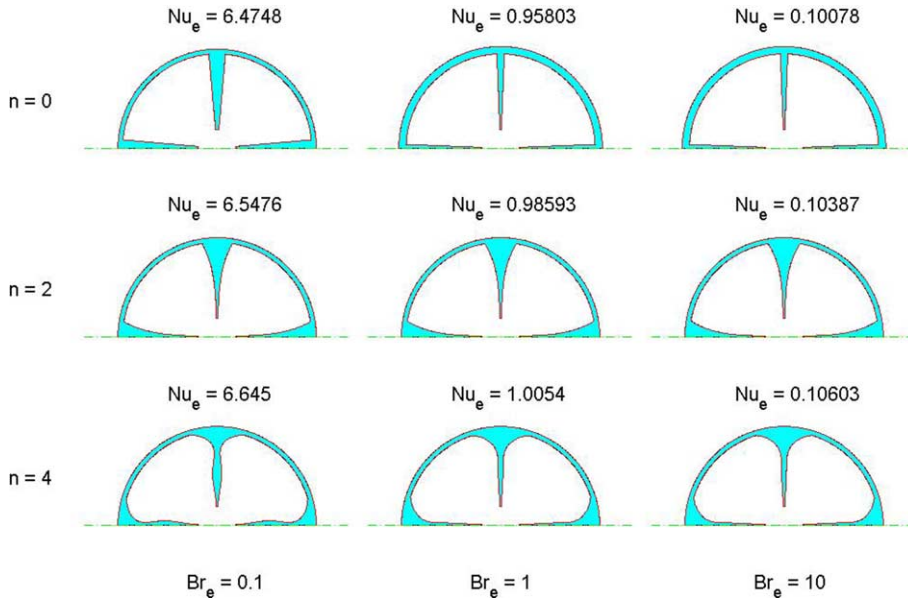 Nu_e = 6.4748 Nu_e = 0.95803 Nu_e = 0.10078
n = 0
Nu_e = 6.5476 Nu_e = 0.98593 Nu_e = 0.10387
n = 2
Nu_e = 6.645 Nu_e = 1.0054 Nu_e = 0.10603
n = 4
Br_e = 0.1 Br_e = 1 Br_e = 10